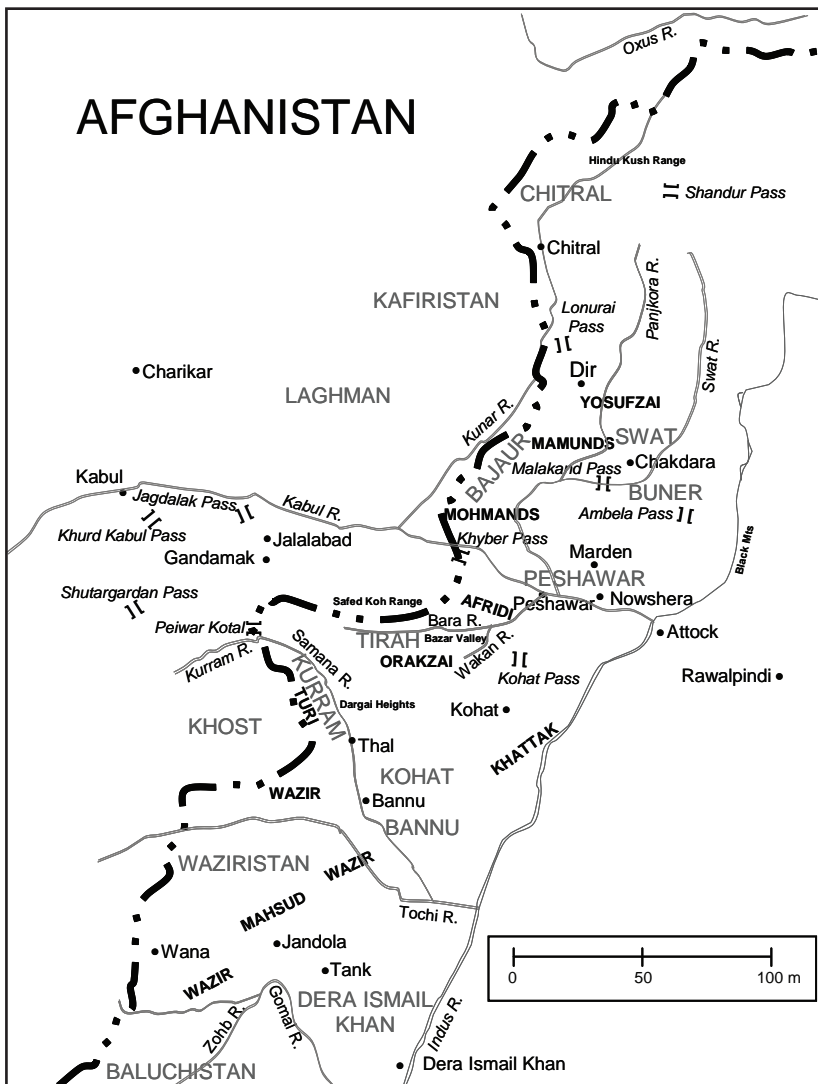 Oxus R.
AFGHANISTAN
Hindu Kush Range
CHITRAL
Shandur Pass
Chitral
Panjkora R.
KAFIRISTAN
Lonurai
Pass
Swat R.
Charikar
Dir
LAGHMAN
YOSUFZAI
Kunar R.
MAMUNDS
SWAT
BAJAUR
Malakand Pass
Chakdara
Kabul
Jagdalak Pass
Kabul R.
BUNER
MOHMANDS
Ambela Pass
Khurd Kabul Pass
Jalalabad
Khyber Pass
Black Mts
Gandamak
Marden
PESHAWAR
Shutargardan Pass
Safed Koh Range
AFRIDI
Peshawar
Nowshera
Peiwar Kotal
Bara R.
TIRAH
Bazar Valley
Attock
Kurram R.
Samana R.
ORAKZAI
Wakan R.
Kohat Pass
Rawalpindi
KURRAM
TURI
Dargai Heights
KHOST
Kohat
KHATTAK
Thal
KOHAT
WAZIR
Bannu
BANNU
WAZIRISTAN
WAZIR
MAHSUD
Tochi R.
Wana
Jandola
Tank
WAZIR
DERA ISMAIL
KHAN
0 50 100 m
Zohb R.
Gomal R.
Indus R.
BALUCHISTAN
Dera Ismail Khan